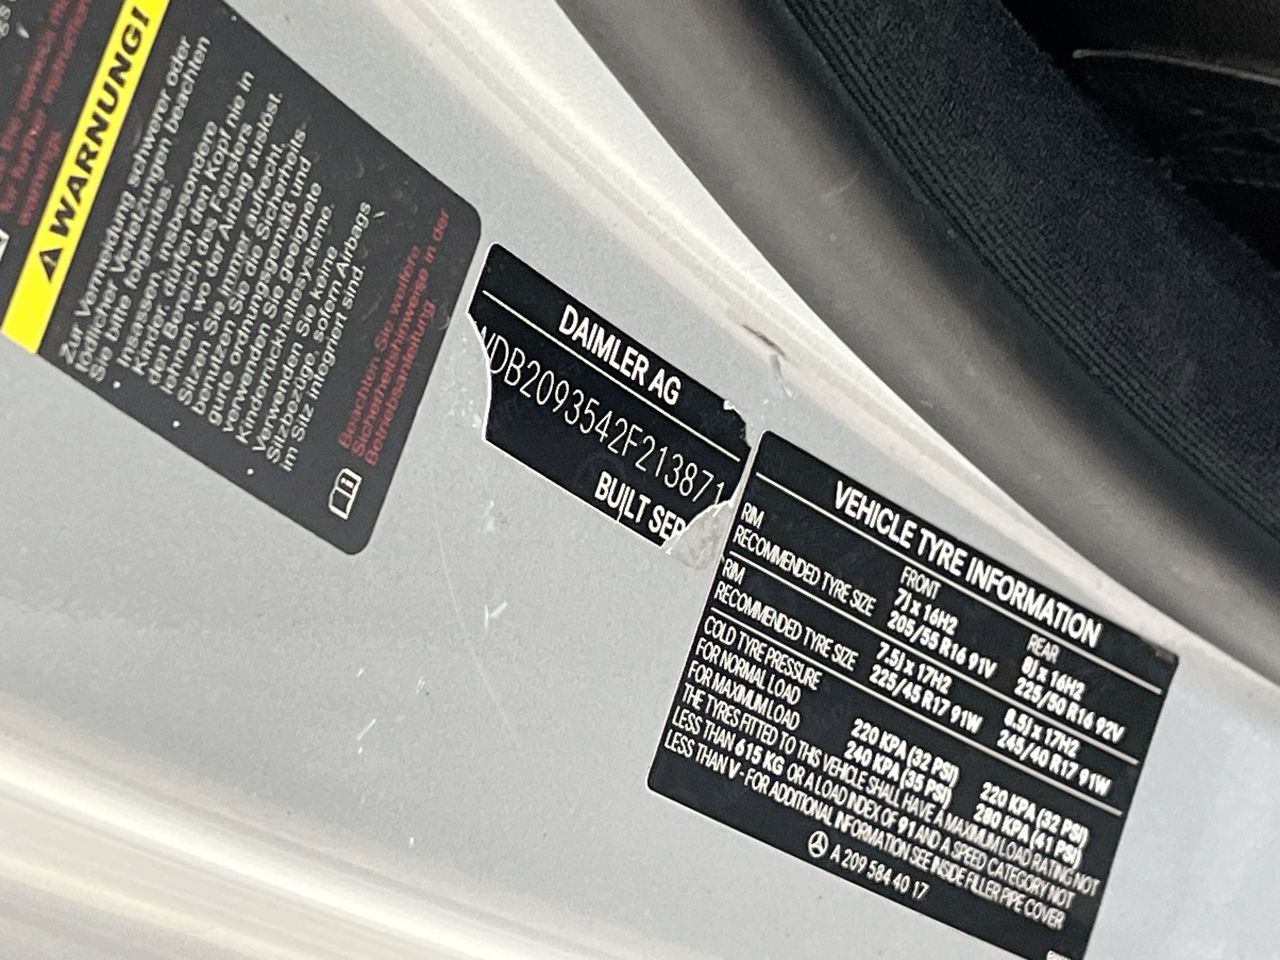 WARNUNG!
Zur Vermeidung schwerer oder
tödlicher Verletzungen beachten
Sie bitte folgendes:
• Insassen, insbesondere
Kinder, dürfen den Kopf nie in
den Bereich des Fensters
lehnen, wo der Airbag auslöst.
• Sitzen Sie immer aufrecht,
benutzen Sie die Sicherheits-
gurte ordnungsgemäß und
verwenden Sie geeignete
Kinderrückhaltesysteme.
• Verwenden Sie keine
Sitzbezüge, sofern Airbags
im Sitz integriert sind.
Beachten Sie weitere
Sicherheitshinweise in der
Betriebsanleitung
DAIMLER AG
WDB2093542F213871
BUILT SEP
VEHICLE TYRE INFORMATION
FRONT REAR
RIM 7J x 16H2 8J x 16H2
RECOMMENDED TYRE SIZE 205/55 R16 91V 225/50 R16 92V
RIM 7.5J x 17H2 8.5J x 17H2
RECOMMENDED TYRE SIZE 225/45 R17 91W 245/40 R17 91W
COLD TYRE PRESSURE
FOR NORMAL LOAD 220 KPA (32 PSI) 220 KPA (32 PSI)
FOR MAXIMUM LOAD 240 KPA (35 PSI) 280 KPA (41 PSI)
THE TYRES FITTED TO THIS VEHICLE SHALL HAVE A MAXIMUM LOAD RATING NOT
LESS THAN 615 KG OR A LOAD INDEX OF 91 AND A SPEED CATEGORY NOT
LESS THAN V - FOR ADDITIONAL INFORMATION SEE INSIDE FILLER PIPE COVER
A 209 584 40 17